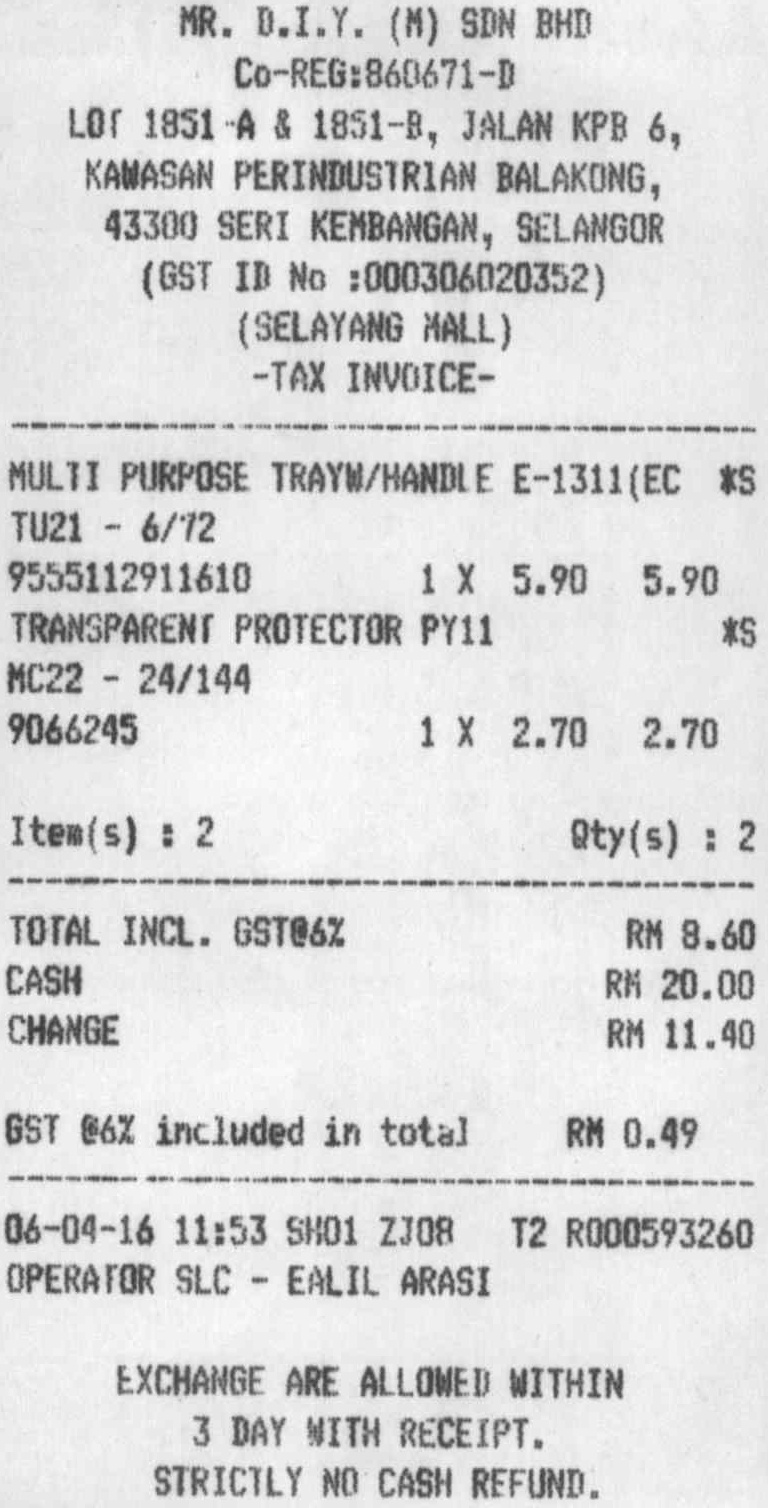 MR. D.I.Y. (M) SDN BHD
Co-REG:860671-D
LOT 1851-A & 1851-B, JALAN KPB 6,
KAWASAN PERINDUSTRIAN BALAKONG,
43300 SERI KEMBANGAN, SELANGOR
(GST ID No :000306020352)
(SELAYANG MALL)
-TAX INVOICE-
MULTI PURPOSE TRAYW/HANDLE E-1311(EC *S
TU21 - 6/72
9555112911610 1 X 5.90 5.90
TRANSPARENT PROTECTOR PY11 *S
MC22 - 24/144
9066245 1 X 2.70 2.70
Item(s) : 2 Qty(s) : 2
TOTAL INCL. GST@6% RM 8.60
CASH RM 20.00
CHANGE RM 11.40
GST @6% included in total RM 0.49
06-04-16 11:53 SH01 ZJ08 T2 R000593260
OPERATOR SLC - EALIL ARASI
EXCHANGE ARE ALLOWED WITHIN
3 DAY WITH RECEIPT.
STRICTLY NO CASH REFUND.